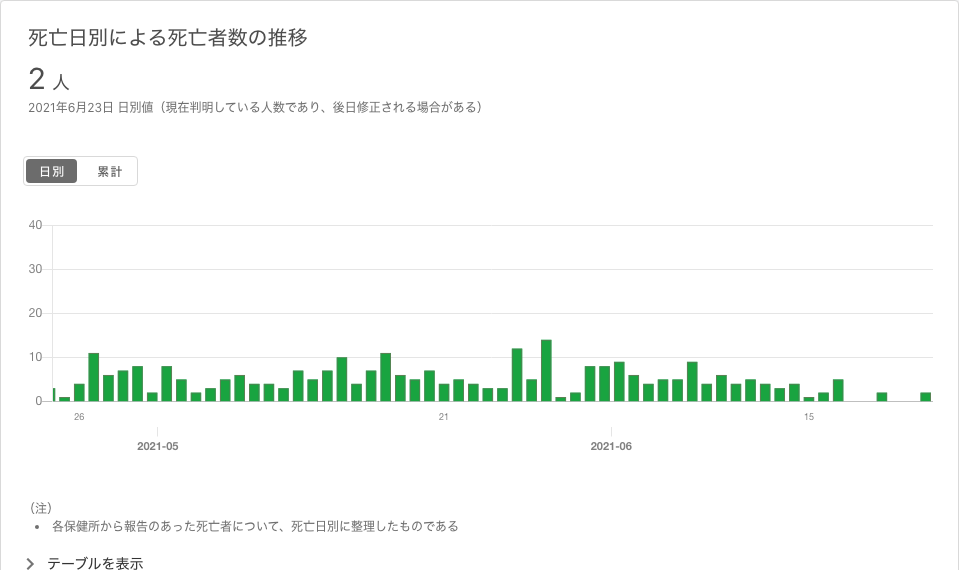 死亡日別による死亡者数の推移
2 人
2021年6月23日 日別値（現在判明している人数であり、後日修正される場合がある）
日別 累計
40
30
20
10
0
26 21 15
2021-05 2021-06
（注）
• 各保健所から報告のあった死亡者について、死亡日別に整理したものである
テーブルを表示